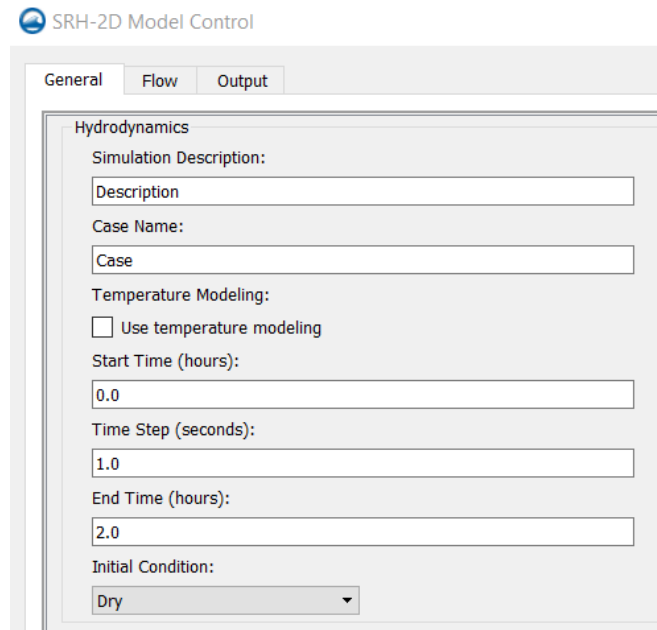 SRH-2D Model Control
General Flow Output
Hydrodynamics
Simulation Description:
Description
Case Name:
Case
Temperature Modeling:
Use temperature modeling
Start Time (hours):
0.0
Time Step (seconds):
1.0
End Time (hours):
2.0
Initial Condition:
Dry